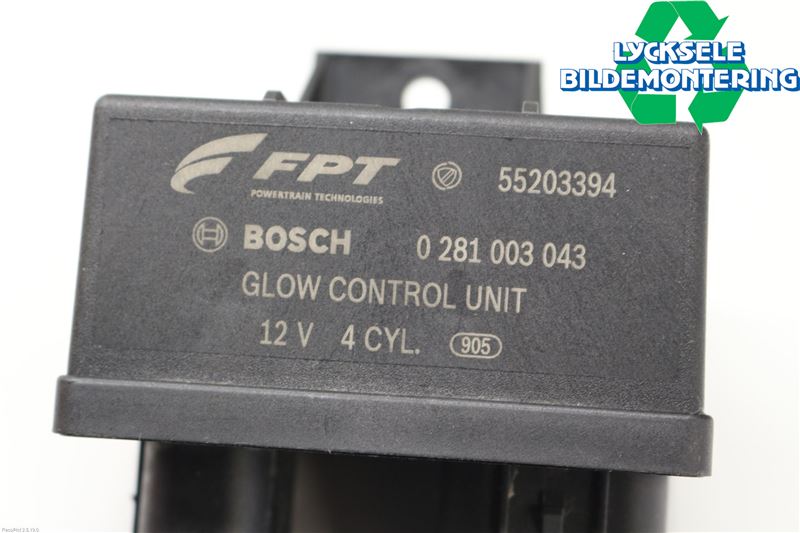 LYCKSELE
BILDEMONTERING
FPT 55203394
POWERTRAIN TECHNOLOGIES
BOSCH 0 281 003 043
GLOW CONTROL UNIT
12 V 4 CYL. 905